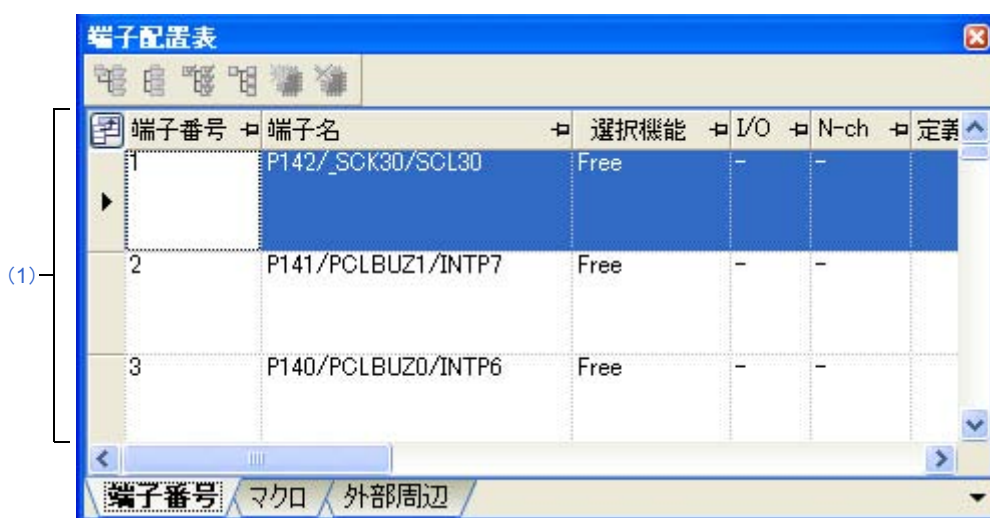 端子配置表
端子番号 端子名 選択機能 I/O N-ch 定義
1 P142/_SCK30/SCL30 Free - -
(1)
2 P141/PCLBUZ1/INTP7 Free - -
3 P140/PCLBUZ0/INTP6 Free - -
端子番号 マクロ 外部周辺